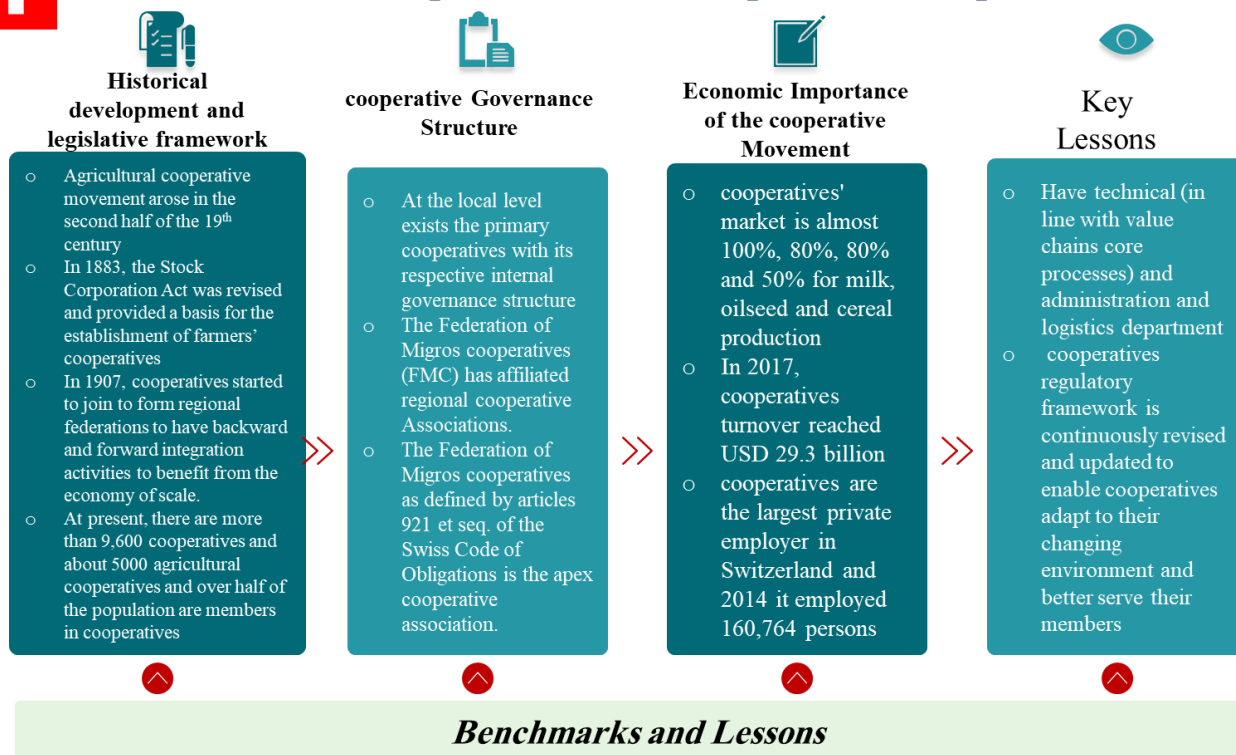 Historical
development and
legislative framework
o Agricultural cooperative
movement arose in the
second half of the 19th
century
o In 1883, the Stock
Corporation Act was revised
and provided a basis for the
establishment of farmers'
cooperatives
o In 1907, cooperatives started
to join to form regional
federations to have backward
and forward integration
activities to benefit from the
economy of scale.
o At present, there are more
than 9,600 cooperatives and
about 5000 agricultural
cooperatives and over half of
the population are members
in cooperatives
cooperative Governance
Structure
o At the local level
exists the primary
cooperatives with its
respective internal
governance structure
o The Federation of
Migros cooperatives
(FMC) has affiliated
regional cooperative
Associations.
o The Federation of
Migros cooperatives
as defined by articles
921 et seq. of the
Swiss Code of
Obligations is the apex
cooperative
association.
Economic Importance
of the cooperative
Movement
o cooperatives'
market is almost
100%, 80%, 80%
and 50% for milk,
oilseed and cereal
production
o In 2017,
cooperatives
turnover reached
USD 29.3 billion
o cooperatives are
the largest private
employer in
Switzerland and
2014 it employed
160,764 persons
Key
Lessons
o Have technical (in
line with value
chains core
processes) and
administration and
logistics department
o cooperatives
regulatory
framework is
continuously revised
and updated to
enable cooperatives
adapt to their
changing
environment and
better serve their
members
Benchmarks and Lessons